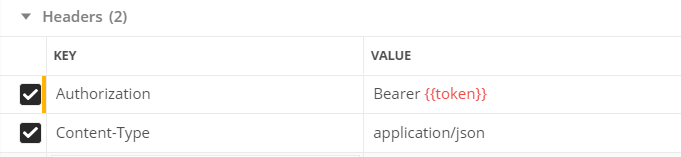 Headers (2)
KEY VALUE
Authorization Bearer {{token}}
Content-Type application/json